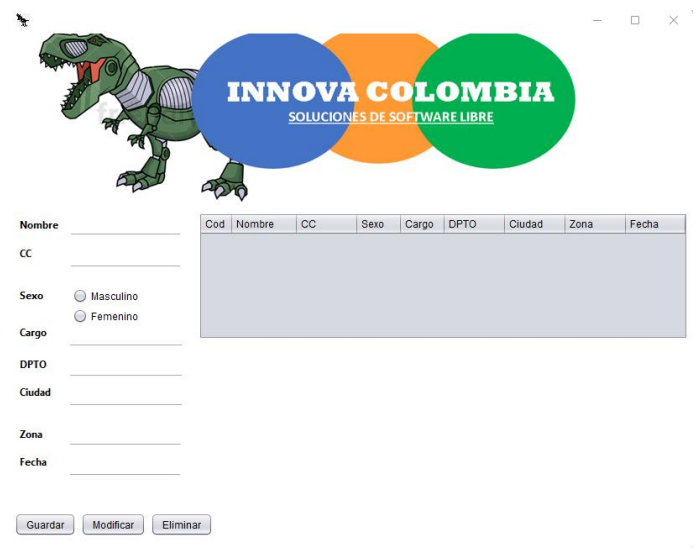 INNOVA COLOMBIA
SOLUCIONES DE SOFTWARE LIBRE
Nombre
CC
Sexo
Masculino
Femenino
Cargo
DPTO
Ciudad
Zona
Fecha
Cod Nombre CC Sexo Cargo DPTO Ciudad Zona Fecha
Guardar Modificar Eliminar